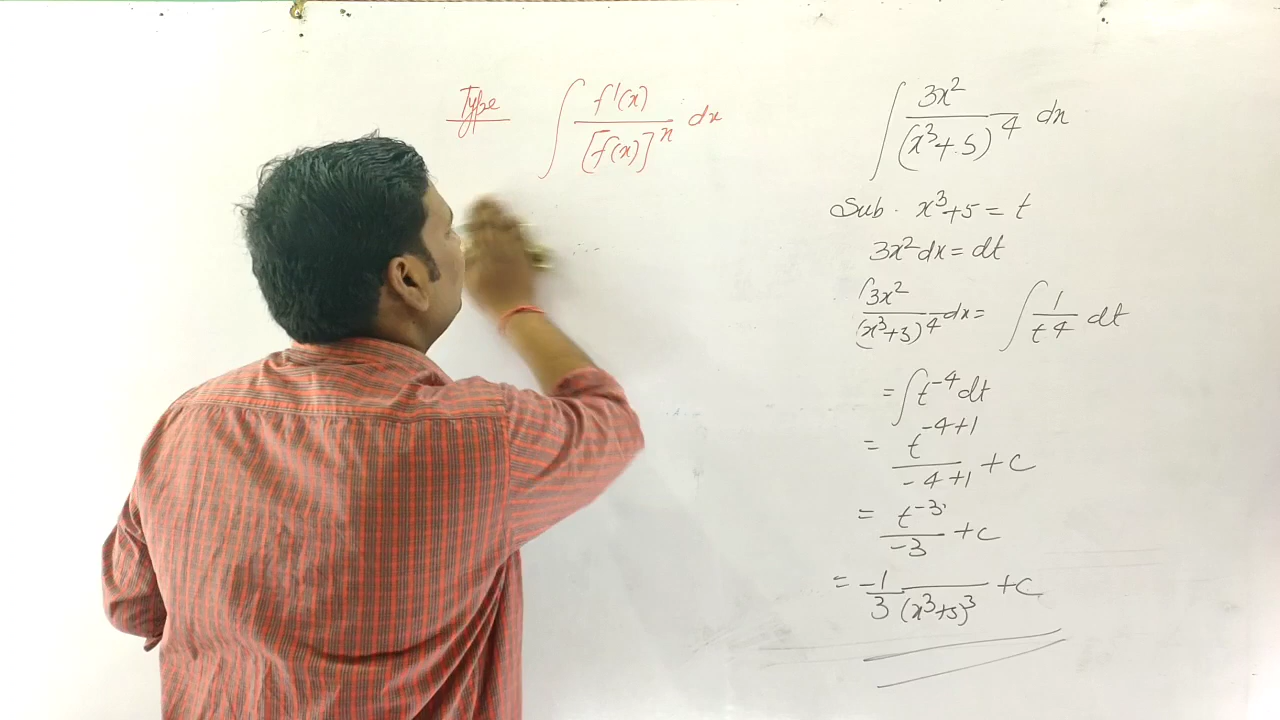 Type ∫ f'(x) / [f(x)]^n dx
∫ 3x² / (x³+5)^4 dx
Sub. x³+5 = t
3x² dx = dt
∫ 3x² / (x³+3)^4 dx = ∫ 1 / t^4 dt
= ∫ t^-4 dt
= t^(-4+1) / (-4+1) + c
= t^-3 / -3 + c
= -1 / 3(x³+5)³ + c